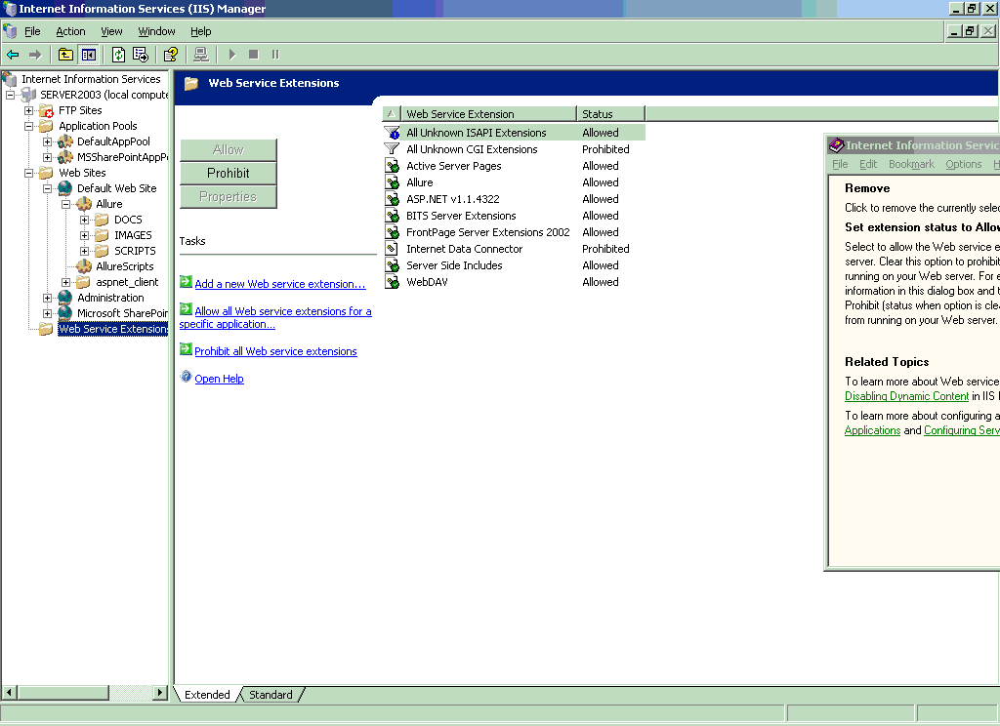 Internet Information Services (IIS) Manager
File Action View Window Help
Internet Information Services
SERVER2003 (local compute
FTP Sites
Application Pools
DefaultAppPool
MSSharePointAppP
Web Sites
Default Web Site
Allure
DOCS
IMAGES
SCRIPTS
AllureScripts
aspnet_client
Administration
Microsoft SharePoin
Web Service Extensions
Web Service Extensions
Allow
Prohibit
Properties
Tasks
Add a new Web service extension...
Allow all Web service extensions for a
specific application...
Prohibit all Web service extensions
Open Help
Web Service Extension Status
All Unknown ISAPI Extensions Allowed
All Unknown CGI Extensions Prohibited
Active Server Pages Allowed
Allure Allowed
ASP.NET v1.1.4322 Allowed
BITS Server Extensions Allowed
FrontPage Server Extensions 2002 Allowed
Internet Data Connector Prohibited
Server Side Includes Allowed
WebDAV Allowed
Internet Information Servic
File Edit Bookmark Options H
Remove
Click to remove the currently selec
Set extension status to Allow
Select to allow the Web service e
server. Clear this option to prohibit
running on your Web server. For e
information in this dialog box and t
Prohibit (status when option is clea
from running on your Web server.
Related Topics
To learn more about Web service
Disabling Dynamic Content in IIS
To learn more about configuring a
Applications and Configuring Serv
Extended Standard